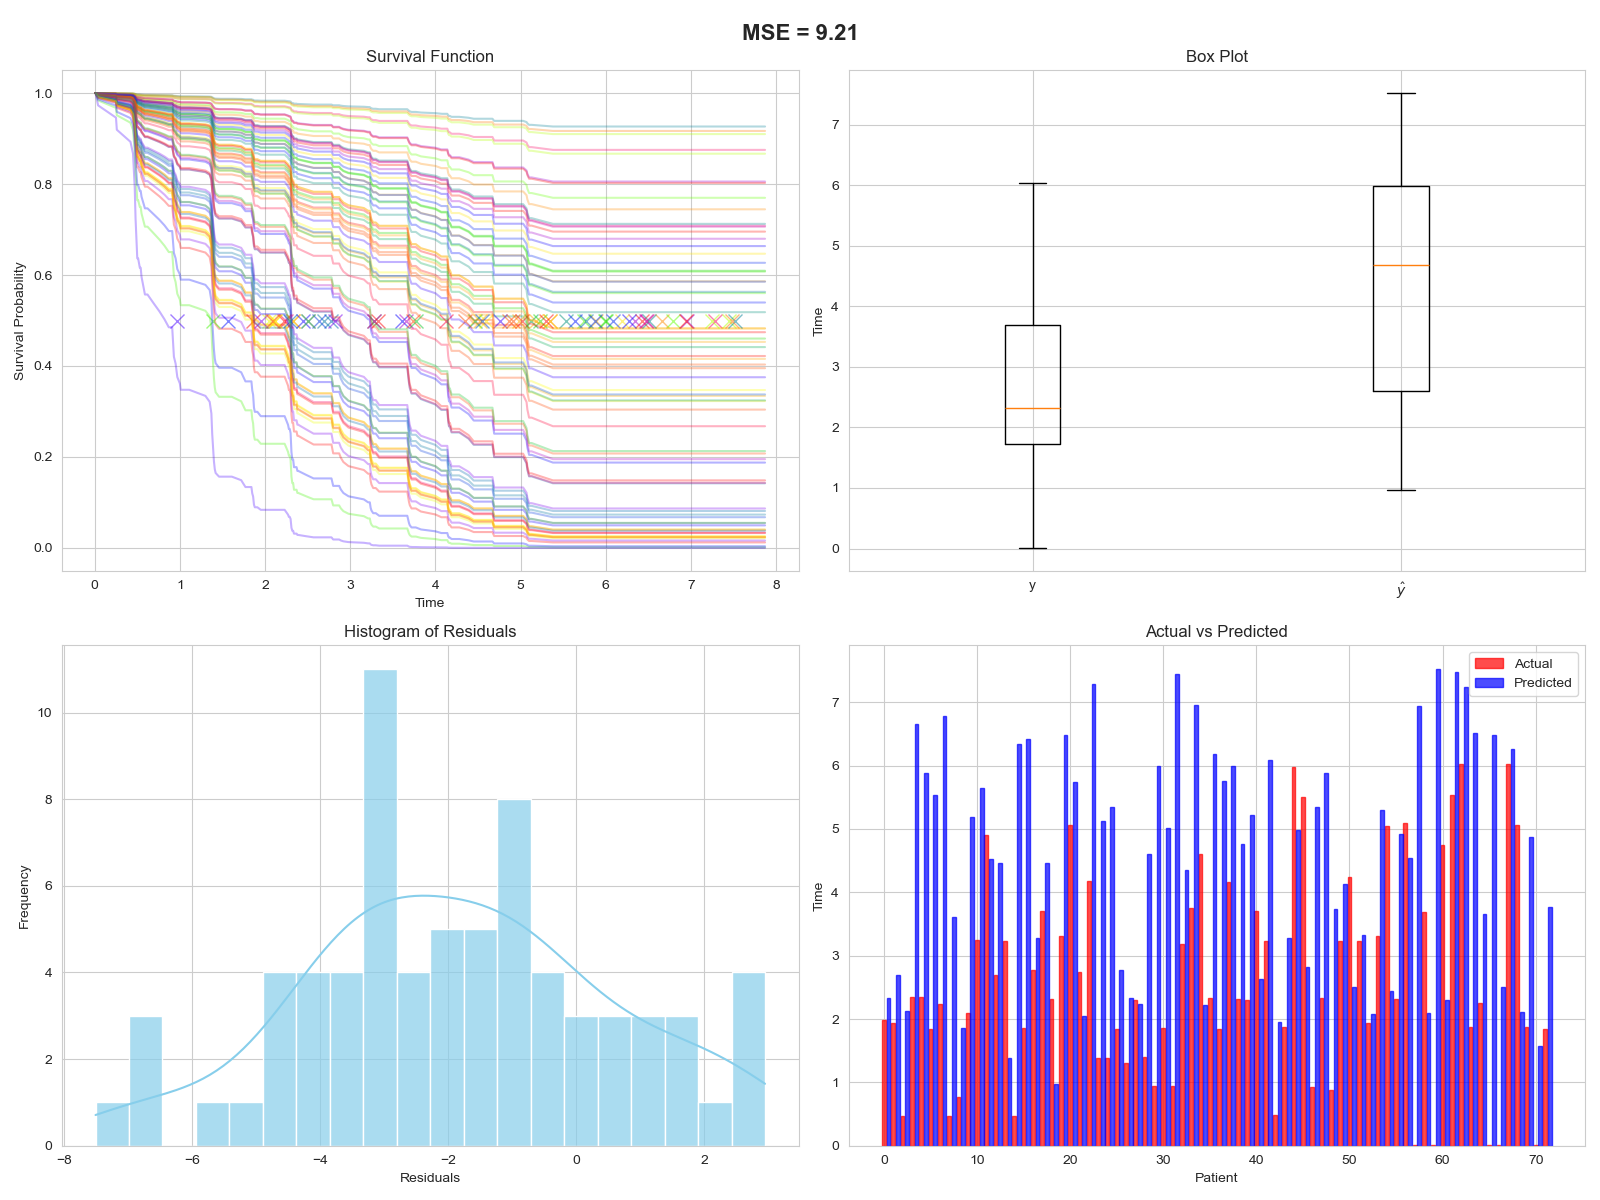 MSE = 9.21
Survival Function
1.0
0.8
0.6
0.4
0.2
0.0
Survival Probability
0 1 2 3 4 5 6 7 8
Time
Box Plot
7
6
5
4
3
2
1
0
Time
y ŷ
Histogram of Residuals
10
8
6
4
2
0
Frequency
−8 −6 −4 −2 0 2
Residuals
Actual vs Predicted
Actual
Predicted
7
6
5
4
3
2
1
0
Time
0 10 20 30 40 50 60 70
Patient